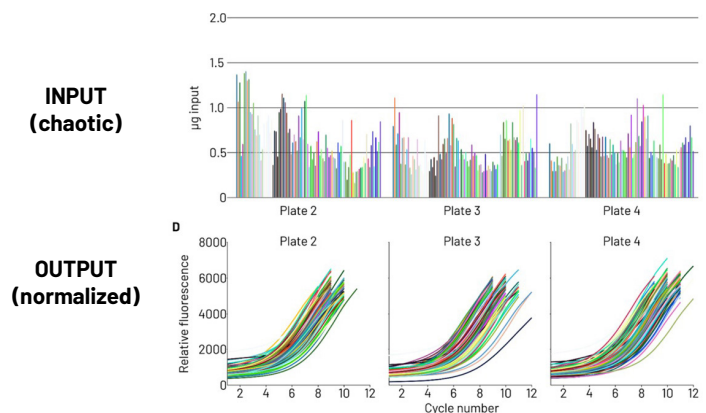 INPUT
(chaotic)
µg input
2.0
1.5
1.0
0.5
0
Plate 2
Plate 3
Plate 4
D
OUTPUT
(normalized)
Relative fluorescence
8000
6000
4000
2000
0
Plate 2
Plate 3
Plate 4
2 4 6 8 10 12
2 4 6 8 10 12
2 4 6 8 10 12
Cycle number